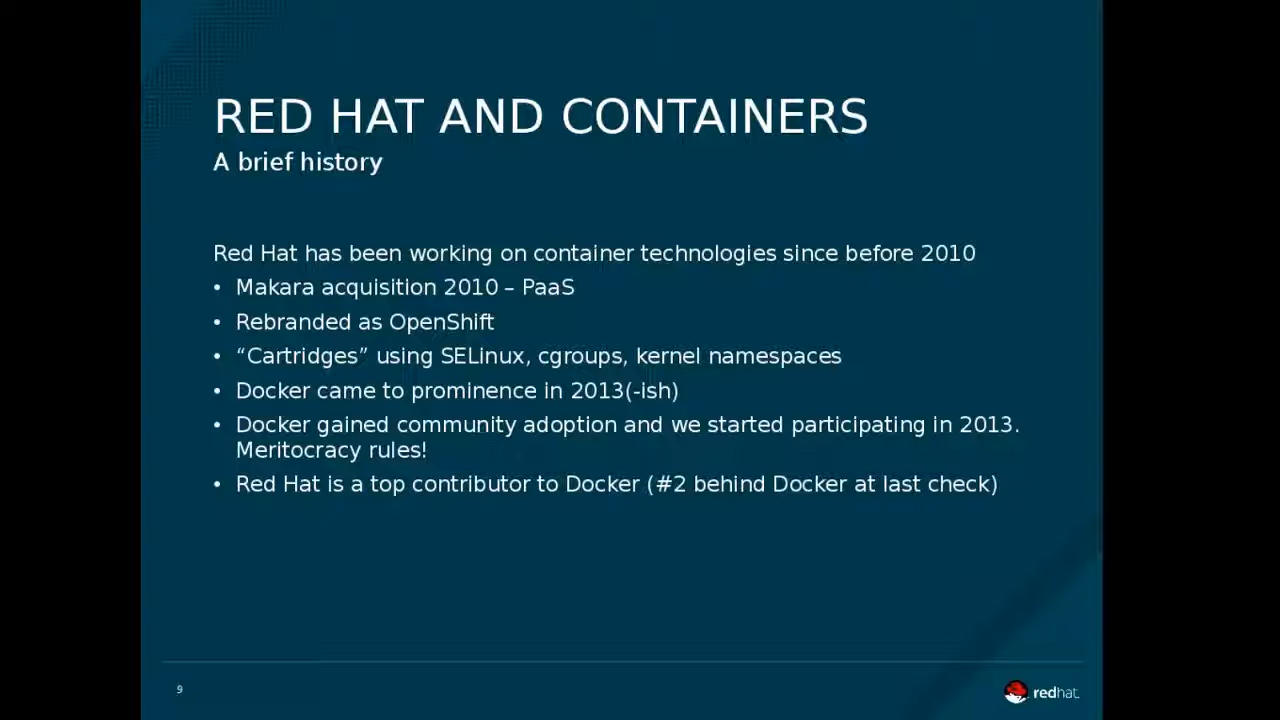 RED HAT AND CONTAINERS
A brief history
Red Hat has been working on container technologies since before 2010
• Makara acquisition 2010 – PaaS
• Rebranded as OpenShift
• “Cartridges” using SELinux, cgroups, kernel namespaces
• Docker came to prominence in 2013(-ish)
• Docker gained community adoption and we started participating in 2013.
Meritocracy rules!
• Red Hat is a top contributor to Docker (#2 behind Docker at last check)
9
redhat.